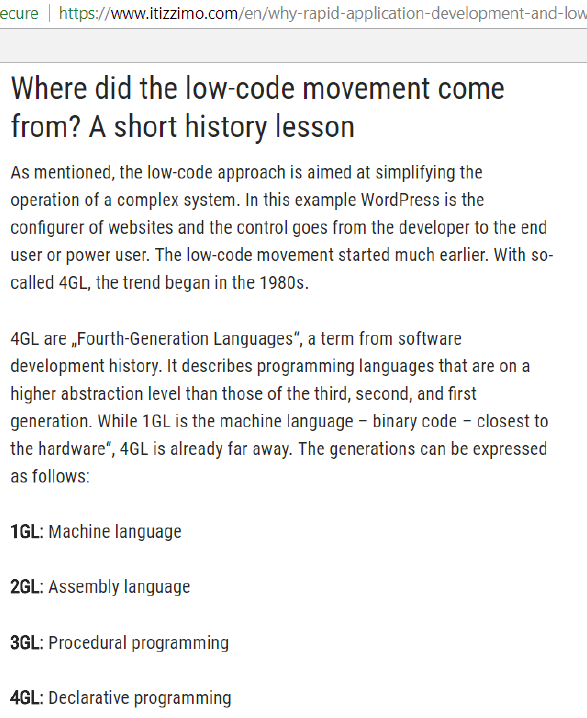 ecure https://www.itizzimo.com/en/why-rapid-application-development-and-low
Where did the low-code movement come
from? A short history lesson
As mentioned, the low-code approach is aimed at simplifying the
operation of a complex system. In this example WordPress is the
configurer of websites and the control goes from the developer to the end
user or power user. The low-code movement started much earlier. With so-
called 4GL, the trend began in the 1980s.
4GL are „Fourth-Generation Languages“, a term from software
development history. It describes programming languages that are on a
higher abstraction level than those of the third, second, and first
generation. While 1GL is the machine language – binary code – closest to
the hardware“, 4GL is already far away. The generations can be expressed
as follows:
1GL: Machine language
2GL: Assembly language
3GL: Procedural programming
4GL: Declarative programming